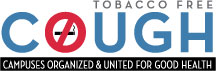 TOBACCO FREE
COUGH
CAMPUSES ORGANIZED & UNITED FOR GOOD HEALTH